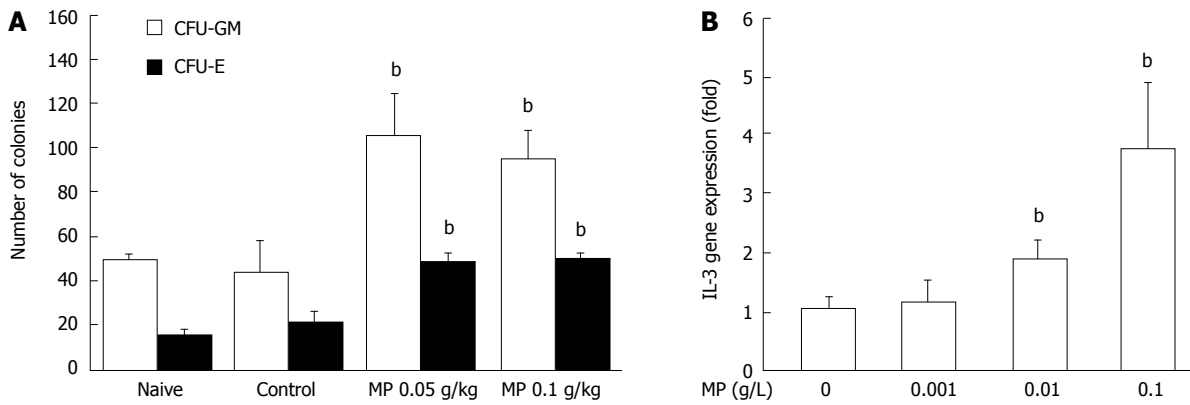 A
CFU-GM
CFU-E
Number of colonies
160
140
120
100
80
60
40
20
0
b
b
b
b
Naive
Control
MP 0.05 g/kg
MP 0.1 g/kg
B
IL-3 gene expression (fold)
6
5
4
3
2
1
0
b
b
MP (g/L)
0
0.001
0.01
0.1